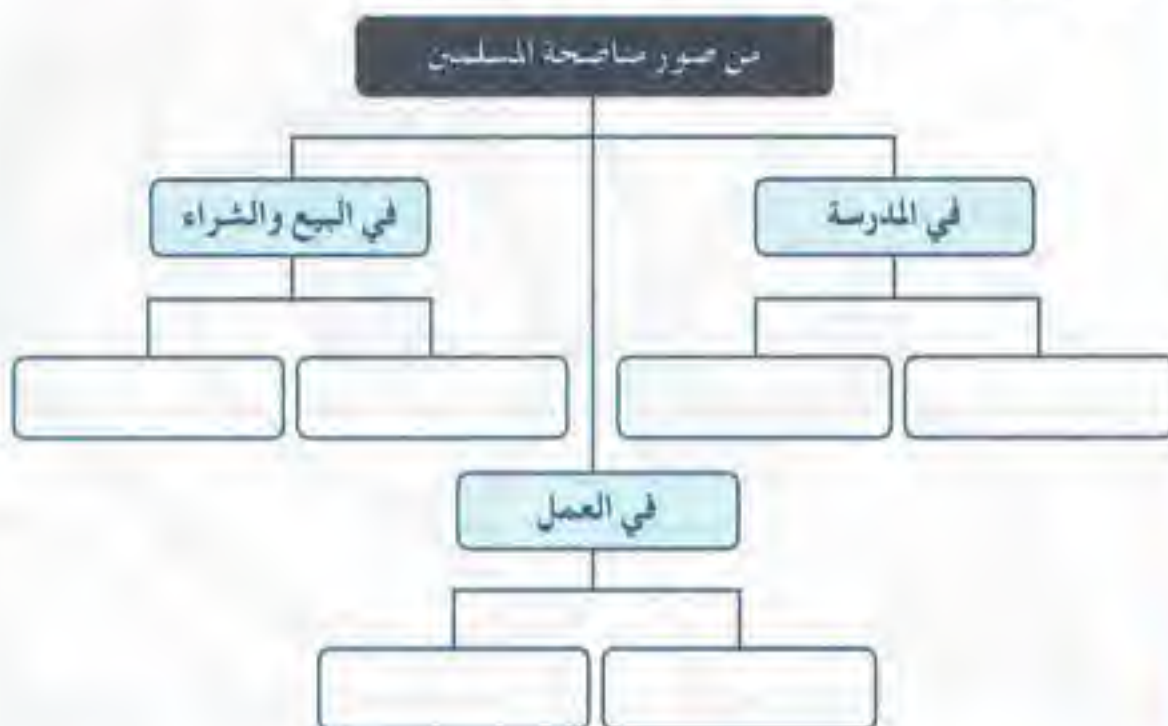 من صور مناصحة المسلمين
في المدرسة
في البيع والشراء
في العمل